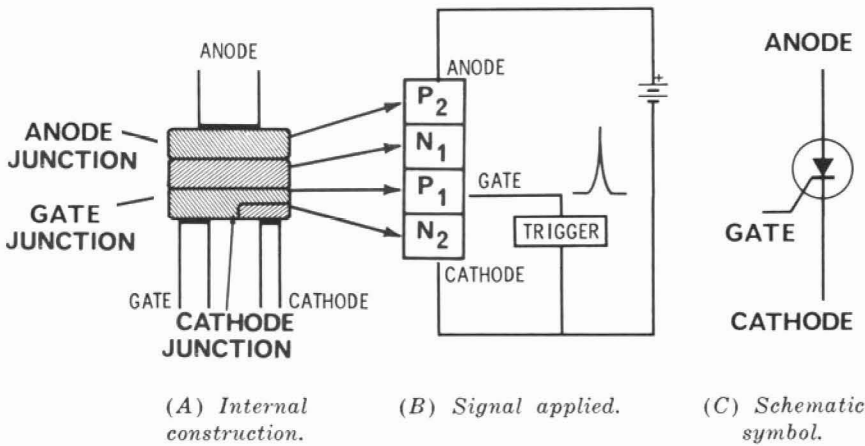 ANODE
ANODE
JUNCTION
GATE
JUNCTION
GATE
CATHODE
CATHODE
JUNCTION
(A) Internal
construction.
ANODE
P2
N1
P1
N2
GATE
TRIGGER
CATHODE
+
(B) Signal applied.
ANODE
GATE
CATHODE
(C) Schematic
symbol.